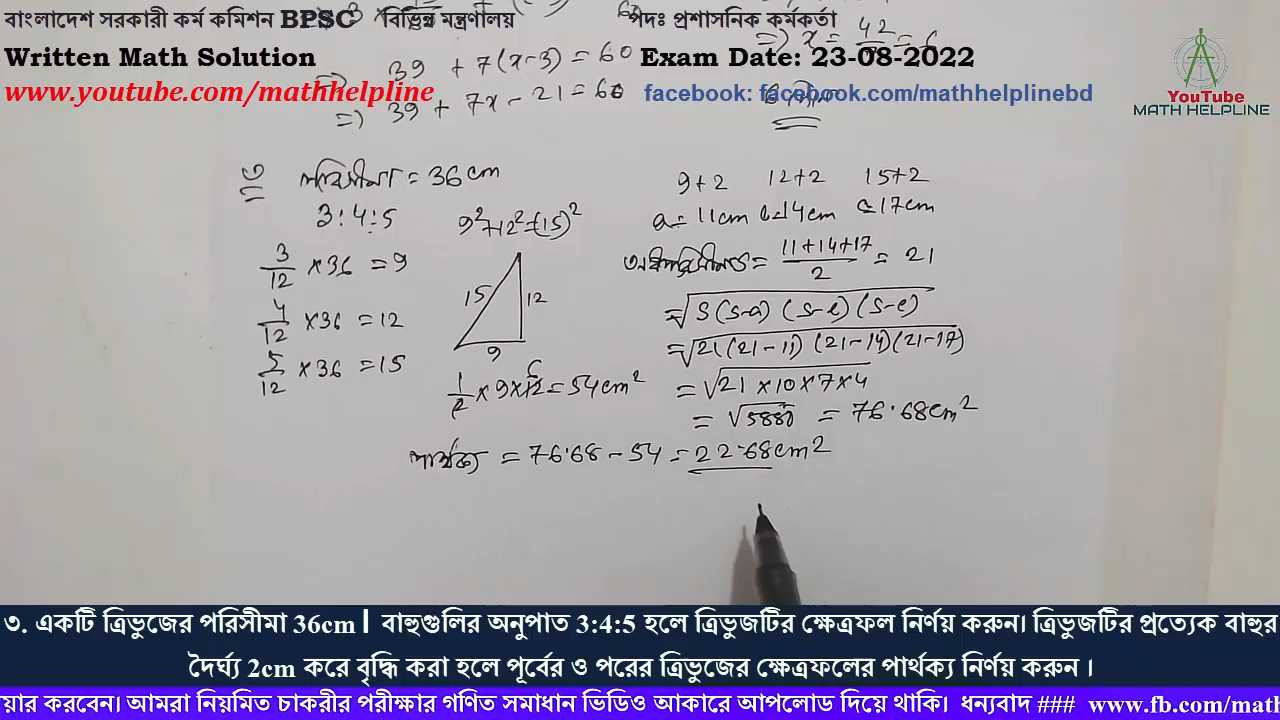 বাংলাদেশ সরকারী কর্ম কমিশন BPSC বিভিন্ন মন্ত্রণালয় পদঃ প্রশাসনিক কর্মকর্তা
Written Math Solution Exam Date: 23-08-2022
www.youtube.com/mathhelpline facebook: facebook.com/mathhelplinebd
YouTube
MATH HELPLINE
=) x = 42 = 6
39 + 7(x-3) = 60
=) 39 + 7x - 21 = 60
৩
পরিসীমা = 36cm
3:4:5
3/12 × 36 = 9
4/12 × 36 = 12
5/12 × 36 = 15
9² + 12² = (15)²
15
12
9
1/2 × 9 × 12 = 54cm²
6
9+2 12+2 15+2
a = 11cm b = 14cm c = 17cm
অর্ধপরিসীমা s = (11+14+17)/2 = 21
= √s(s-a)(s-b)(s-c)
= √21(21-11)(21-14)(21-17)
= √21×10×7×4
= √5880 = 76.68cm²
পার্থক্য = 76.68 - 54 = 22.68cm²
৩. একটি ত্রিভুজের পরিসীমা 36cm। বাহুগুলির অনুপাত 3:4:5 হলে ত্রিভুজটির ক্ষেত্রফল নির্ণয় করুন। ত্রিভুজটির প্রত্যেক বাহুর
দৈর্ঘ্য 2cm করে বৃদ্ধি করা হলে পূর্বের ও পরের ত্রিভুজের ক্ষেত্রফলের পার্থক্য নির্ণয় করুন।
য়ার করবেন। আমরা নিয়মিত চাকরীর পরীক্ষার গণিত সমাধান ভিডিও আকারে আপলোড দিয়ে থাকি। ধন্যবাদ ### www.fb.com/math